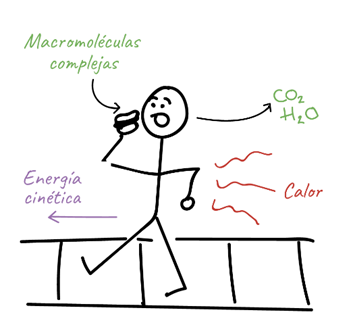 Macromoléculas
complejas
CO₂
H₂O
Energía
cinética
Calor